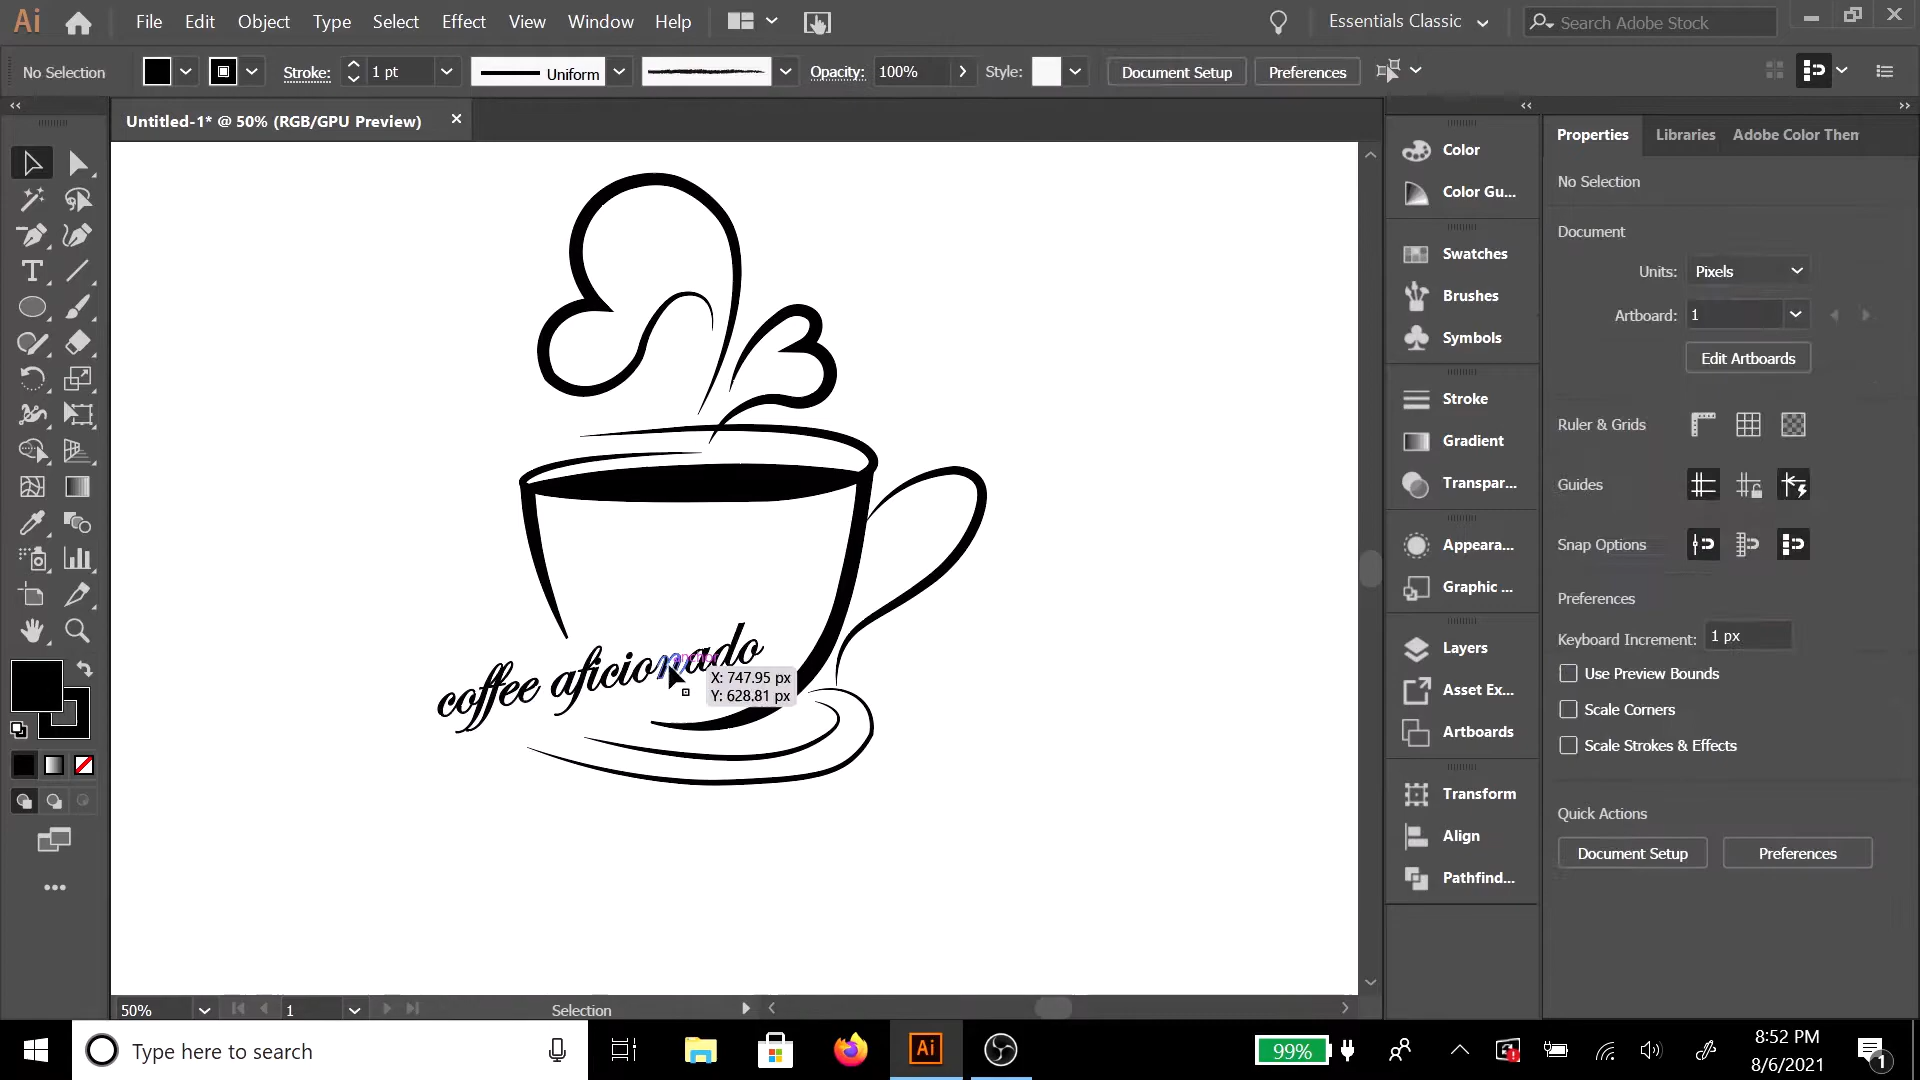 Ai File Edit Object Type Select Effect View Window Help Essentials Classic Search Adobe Stock
No Selection Stroke: 1 pt Uniform Opacity: 100% Style: Document Setup Preferences
Untitled-1* @ 50% (RGB/GPU Preview)
coffee aficionado
anchor
X: 747.95 px
Y: 628.81 px
Color
Color Gu...
Swatches
Brushes
Symbols
Stroke
Gradient
Transpar...
Appeara...
Graphic ...
Layers
Asset Ex...
Artboards
Transform
Align
Pathfind...
Properties Libraries Adobe Color Them
No Selection
Document
Units: Pixels
Artboard: 1
Edit Artboards
Ruler & Grids
Guides
Snap Options
Preferences
Keyboard Increment: 1 px
Use Preview Bounds
Scale Corners
Scale Strokes & Effects
Quick Actions
Document Setup Preferences
50% 1 Selection
Type here to search
Ai
99%
8:52 PM
8/6/2021
1